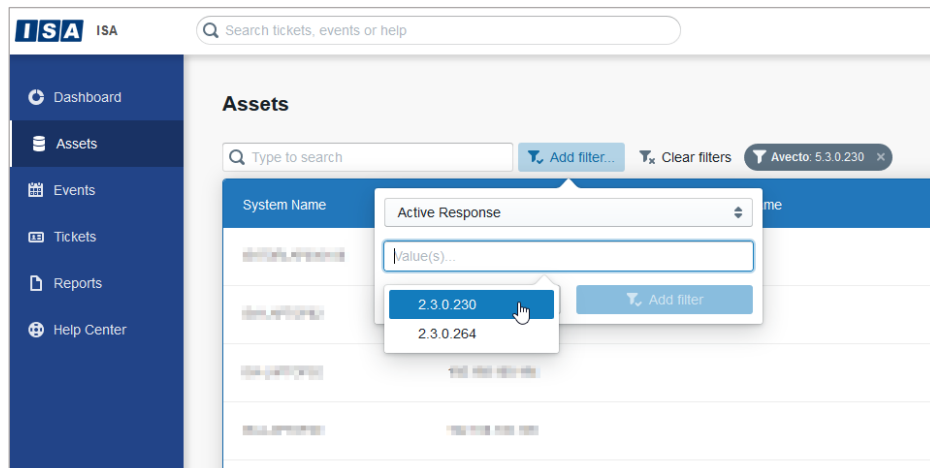 ISA ISA
Search tickets, events or help
Dashboard
Assets
Events
Tickets
Reports
Help Center
Assets
Type to search
Add filter...
Clear filters
Avecto: 5.3.0.230 ×
System Name
me
Active Response
Value(s)...
2.3.0.230
2.3.0.264
Add filter